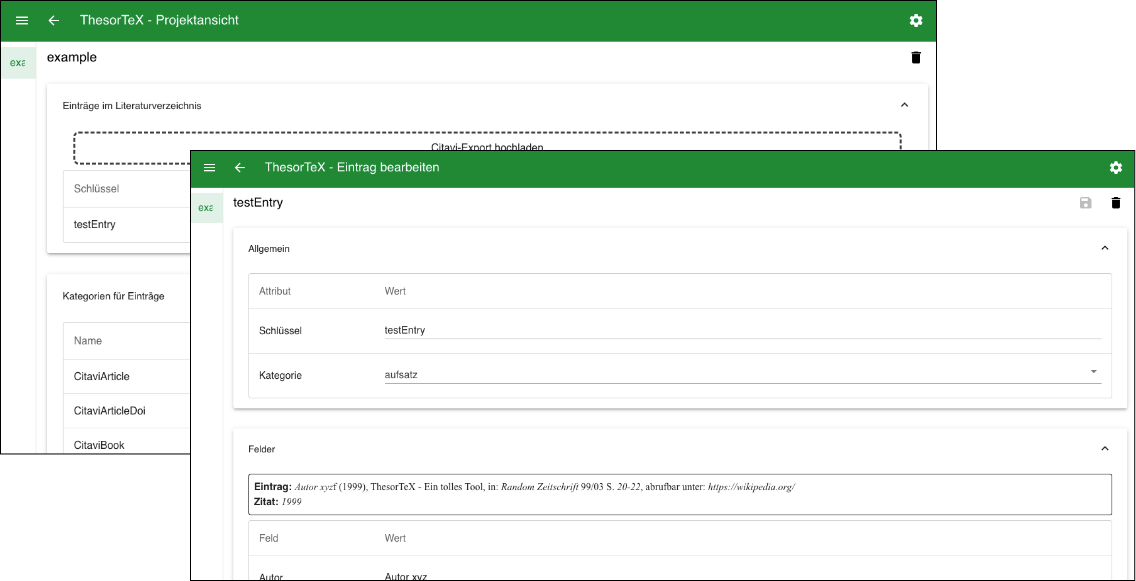 ThesorTeX - Projektansicht
exa
example
Einträge im Literaturverzeichnis
Citavi-Export hochladen
Schlüssel
testEntry
Kategorien für Einträge
Name
CitaviArticle
CitaviArticleDoi
CitaviBook
ThesorTeX - Eintrag bearbeiten
exa
testEntry
Allgemein
Attribut Wert
Schlüssel testEntry
Kategorie aufsatz
Felder
Eintrag: Autor xyzf (1999), ThesorTeX - Ein tolles Tool, in: Random Zeitschrift 99/03 S. 20-22, abrufbar unter: https://wikipedia.org/
Zitat: 1999
Feld Wert
Autor Autor xyz